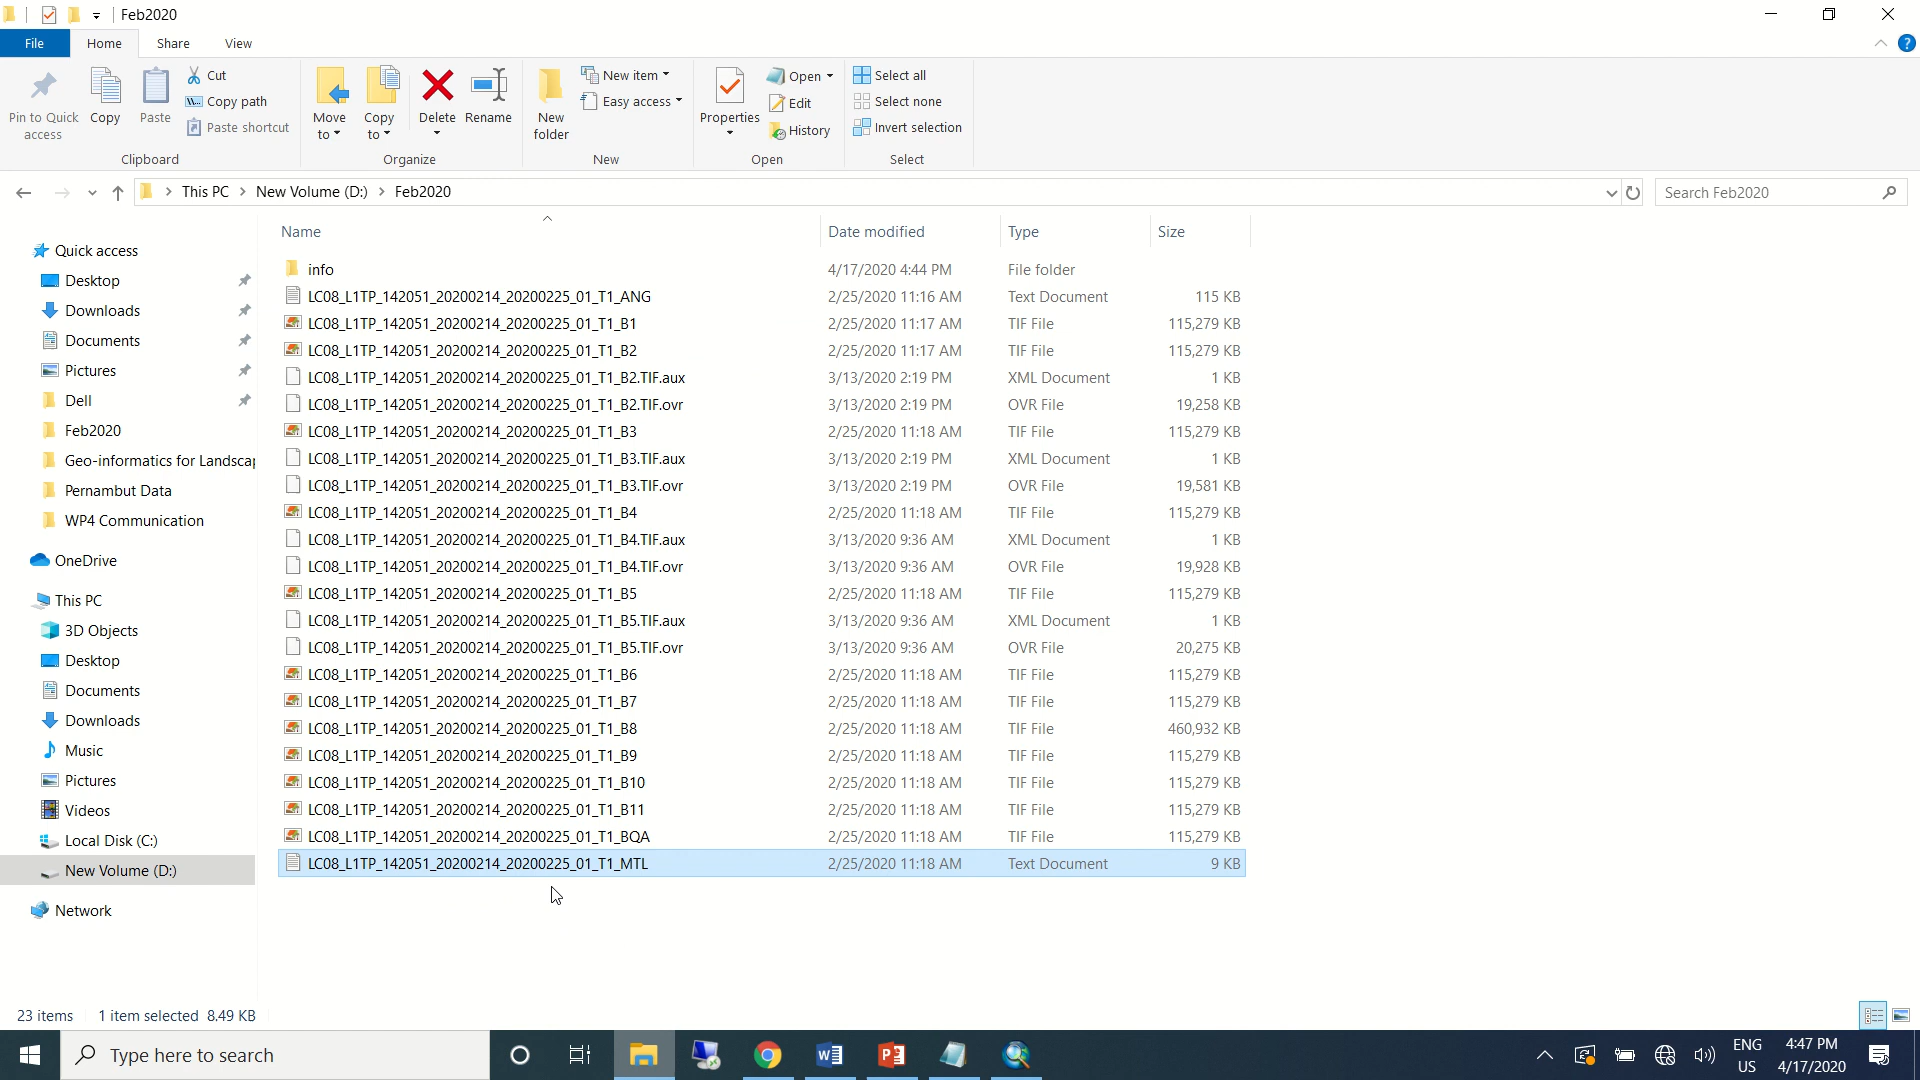 Feb2020
File Home Share View
Pin to Quick access
Copy
Paste
Cut
Copy path
Paste shortcut
Clipboard
Move to
Copy to
Delete
Rename
Organize
New folder
New item
Easy access
New
Properties
Open
Edit
History
Open
Select all
Select none
Invert selection
Select
This PC > New Volume (D:) > Feb2020
Search Feb2020
Quick access
Desktop
Downloads
Documents
Pictures
Dell
Feb2020
Geo-informatics for Landscap
Pernambut Data
WP4 Communication
OneDrive
This PC
3D Objects
Desktop
Documents
Downloads
Music
Pictures
Videos
Local Disk (C:)
New Volume (D:)
Network
Name Date modified Type Size
info 4/17/2020 4:44 PM File folder
LC08_L1TP_142051_20200214_20200225_01_T1_ANG 2/25/2020 11:16 AM Text Document 115 KB
LC08_L1TP_142051_20200214_20200225_01_T1_B1 2/25/2020 11:17 AM TIF File 115,279 KB
LC08_L1TP_142051_20200214_20200225_01_T1_B2 2/25/2020 11:17 AM TIF File 115,279 KB
LC08_L1TP_142051_20200214_20200225_01_T1_B2.TIF.aux 3/13/2020 2:19 PM XML Document 1 KB
LC08_L1TP_142051_20200214_20200225_01_T1_B2.TIF.ovr 3/13/2020 2:19 PM OVR File 19,258 KB
LC08_L1TP_142051_20200214_20200225_01_T1_B3 2/25/2020 11:18 AM TIF File 115,279 KB
LC08_L1TP_142051_20200214_20200225_01_T1_B3.TIF.aux 3/13/2020 2:19 PM XML Document 1 KB
LC08_L1TP_142051_20200214_20200225_01_T1_B3.TIF.ovr 3/13/2020 2:19 PM OVR File 19,581 KB
LC08_L1TP_142051_20200214_20200225_01_T1_B4 2/25/2020 11:18 AM TIF File 115,279 KB
LC08_L1TP_142051_20200214_20200225_01_T1_B4.TIF.aux 3/13/2020 9:36 AM XML Document 1 KB
LC08_L1TP_142051_20200214_20200225_01_T1_B4.TIF.ovr 3/13/2020 9:36 AM OVR File 19,928 KB
LC08_L1TP_142051_20200214_20200225_01_T1_B5 2/25/2020 11:18 AM TIF File 115,279 KB
LC08_L1TP_142051_20200214_20200225_01_T1_B5.TIF.aux 3/13/2020 9:36 AM XML Document 1 KB
LC08_L1TP_142051_20200214_20200225_01_T1_B5.TIF.ovr 3/13/2020 9:36 AM OVR File 20,275 KB
LC08_L1TP_142051_20200214_20200225_01_T1_B6 2/25/2020 11:18 AM TIF File 115,279 KB
LC08_L1TP_142051_20200214_20200225_01_T1_B7 2/25/2020 11:18 AM TIF File 115,279 KB
LC08_L1TP_142051_20200214_20200225_01_T1_B8 2/25/2020 11:18 AM TIF File 460,932 KB
LC08_L1TP_142051_20200214_20200225_01_T1_B9 2/25/2020 11:18 AM TIF File 115,279 KB
LC08_L1TP_142051_20200214_20200225_01_T1_B10 2/25/2020 11:18 AM TIF File 115,279 KB
LC08_L1TP_142051_20200214_20200225_01_T1_B11 2/25/2020 11:18 AM TIF File 115,279 KB
LC08_L1TP_142051_20200214_20200225_01_T1_BQA 2/25/2020 11:18 AM TIF File 115,279 KB
LC08_L1TP_142051_20200214_20200225_01_T1_MTL 2/25/2020 11:18 AM Text Document 9 KB
23 items 1 item selected 8.49 KB
Type here to search
ENG US
4:47 PM
4/17/2020